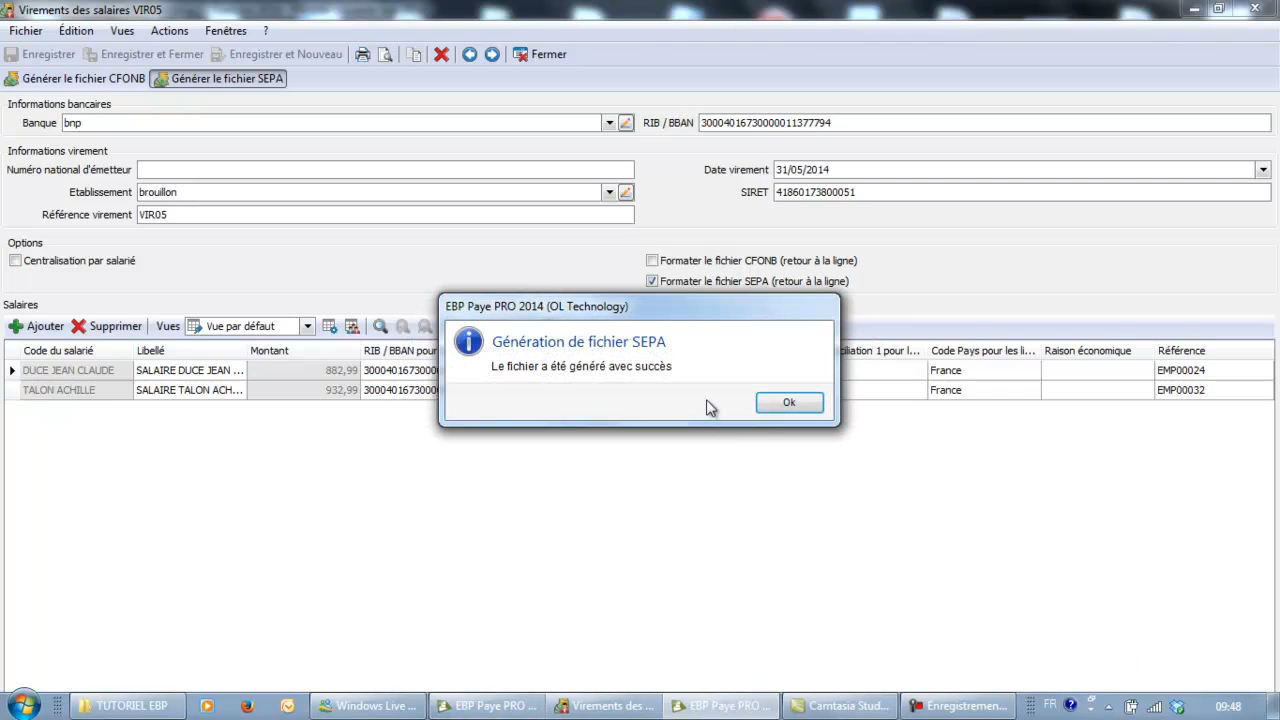 Virements des salaires VIR05
Fichier Édition Vues Actions Fenêtres ?
Enregistrer Enregistrer et Fermer Enregistrer et Nouveau Fermer
Générer le fichier CFONB Générer le fichier SEPA
Informations bancaires
Banque bnp RIB / BBAN 30004016730000011377794
Informations virement
Numéro national d'émetteur Date virement 31/05/2014
Etablissement brouillon SIRET 41860173800051
Référence virement VIR05
Options
Centralisation par salarié Formater le fichier CFONB (retour à la ligne)
Formater le fichier SEPA (retour à la ligne)
Salaires
Ajouter Supprimer Vues Vue par défaut
Code du salarié Libellé Montant RIB / BBAN pour ciliation 1 pour l... Code Pays pour les li... Raison économique Référence
DUCE JEAN CLAUDE SALAIRE DUCE JEAN ... 882,99 3000401673000 France EMP00024
TALON ACHILLE SALAIRE TALON ACH... 932,99 3000401673000 France EMP00032
EBP Paye PRO 2014 (OL Technology)
Génération de fichier SEPA
Le fichier a été généré avec succès
Ok
TUTORIEL EBP Windows Live ... EBP Paye PRO ... Virements des ... EBP Paye PRO ... Camtasia Stud... Enregistremen... FR 09:48